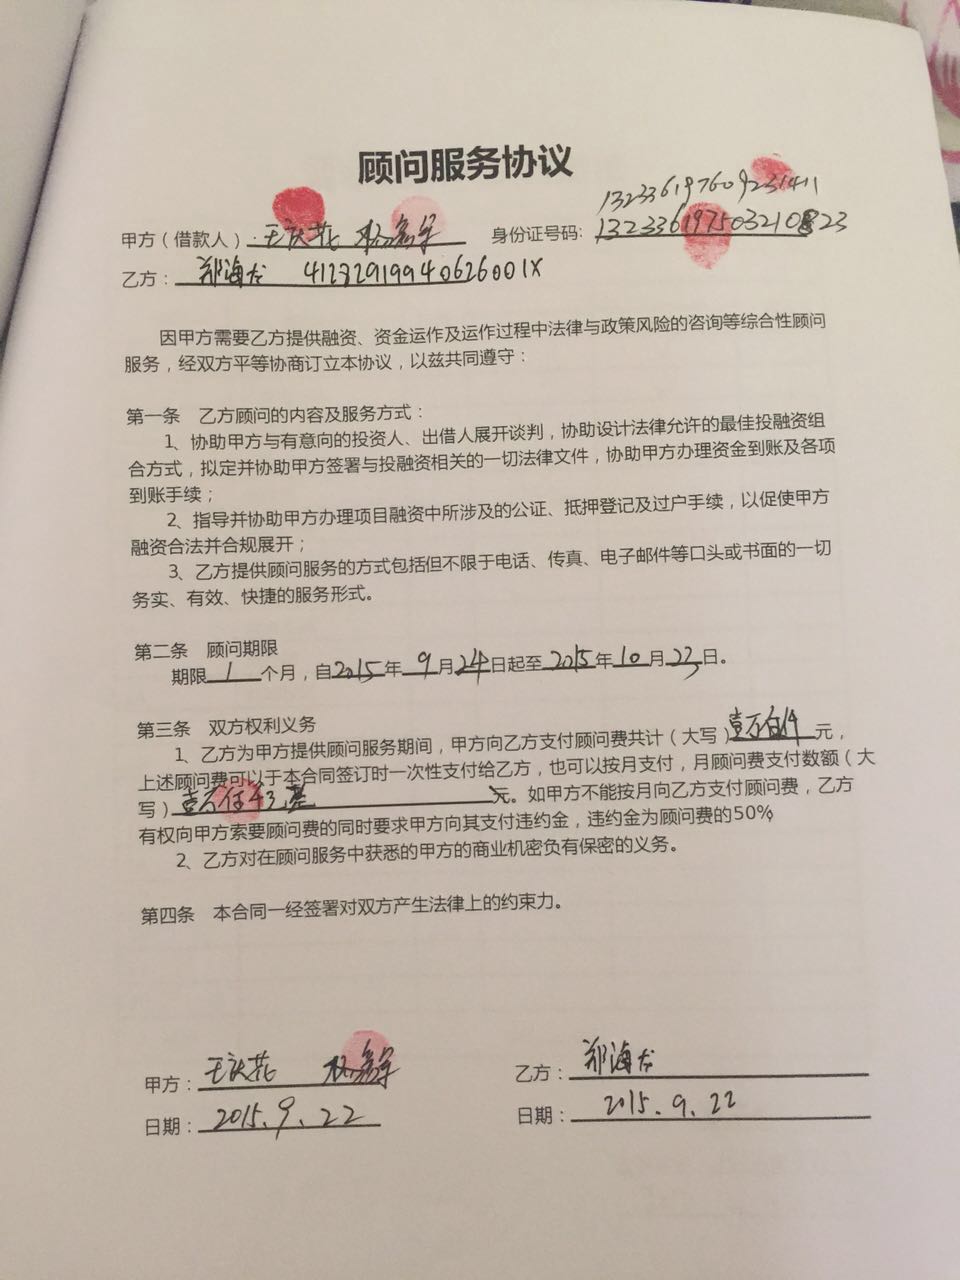 顾问服务协议
132336197609231411
甲方（借款人）：王 身份证号码：132336197503210823
乙方：郑海龙 41272919940626001X
因甲方需要乙方提供融资、资金运作及运作过程中法律与政策风险的咨询等综合性顾问
服务，经双方平等协商订立本协议，以兹共同遵守：
第一条 乙方顾问的内容及服务方式：
1、协助甲方与有意向的投资人、出借人展开谈判，协助设计法律允许的最佳投融资组
合方式，拟定并协助甲方签署与投融资相关的一切法律文件，协助甲方办理资金到账及各项
到账手续；
2、指导并协助甲方办理项目融资中所涉及的公证、抵押登记及过户手续，以促使甲方
融资合法并合规展开；
3、乙方提供顾问服务的方式包括但不限于电话、传真、电子邮件等口头或书面的一切
务实、有效、快捷的服务形式。
第二条 顾问期限
期限1个月，自2015年9月24日起至2015年10月23日。
第三条 双方权利义务
1、乙方为甲方提供顾问服务期间，甲方向乙方支付顾问费共计（大写）壹万 元，
上述顾问费可以于本合同签订时一次性支付给乙方，也可以按月支付，月顾问费支付数额（大
写）壹万 元。如甲方不能按月向乙方支付顾问费，乙方
有权向甲方索要顾问费的同时要求甲方向其支付违约金，违约金为顾问费的50%
2、乙方对在顾问服务中获悉的甲方的商业机密负有保密的义务。
第四条 本合同一经签署对双方产生法律上的约束力。
甲方：王 乙方：郑海龙
日期：2015.9.22 日期：2015.9.22